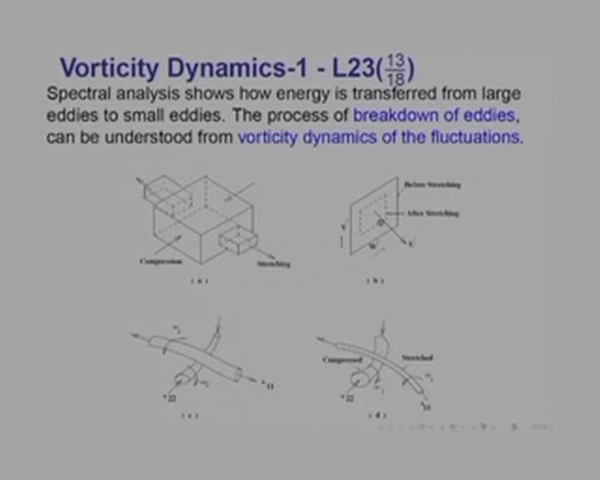 Vorticity Dynamics-1 - L23(13/18)
Spectral analysis shows how energy is transferred from large
eddies to small eddies. The process of breakdown of eddies,
can be understood from vorticity dynamics of the fluctuations.
Before Stretching
After Stretching
Compression
Stretching
( a )
( b )
Compressed
Stretched
( c )
( d )